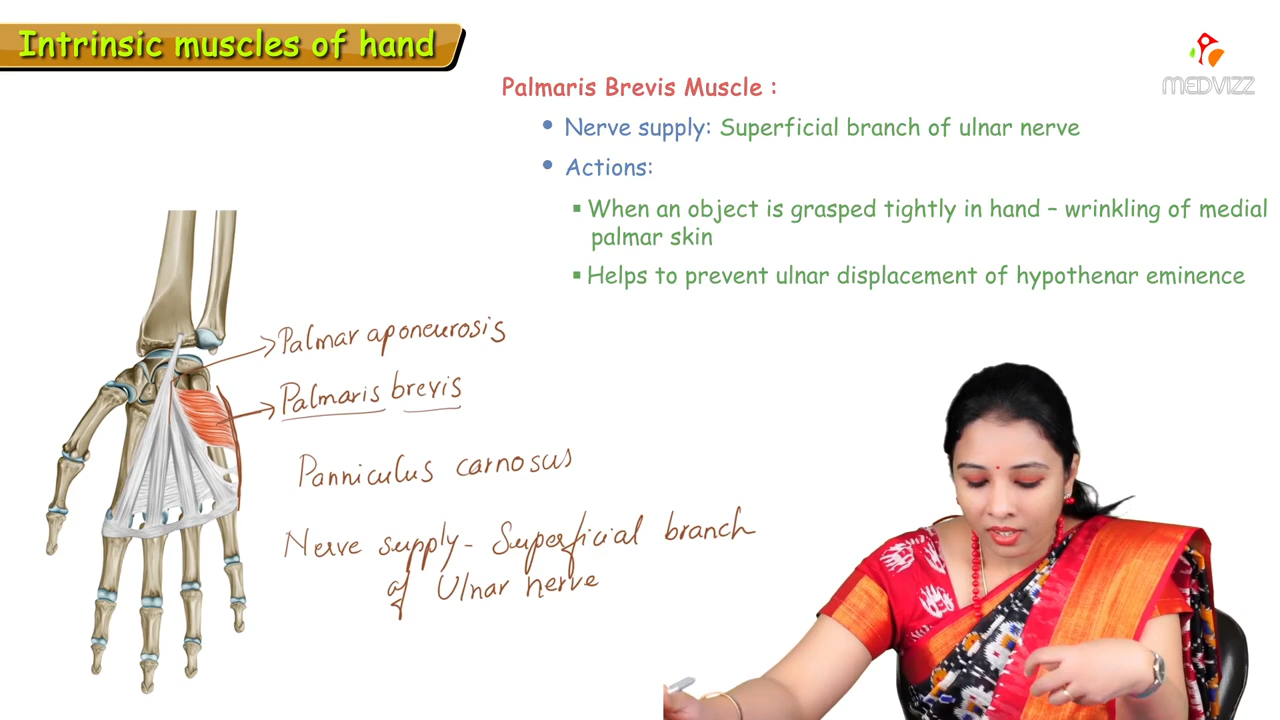 Intrinsic muscles of hand
MEDVIZZ
Palmaris Brevis Muscle :
• Nerve supply: Superficial branch of ulnar nerve
• Actions:
▪ When an object is grasped tightly in hand – wrinkling of medial
palmar skin
▪ Helps to prevent ulnar displacement of hypothenar eminence
Palmar aponeurosis
Palmaris brevis
Panniculus carnosus
Nerve supply - Superficial branch
of Ulnar nerve